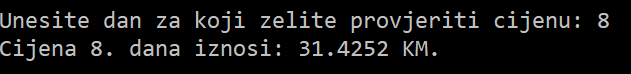 Unesite dan za koji zelite provjeriti cijenu: 8
Cijena 8. dana iznosi: 31.4252 KM.